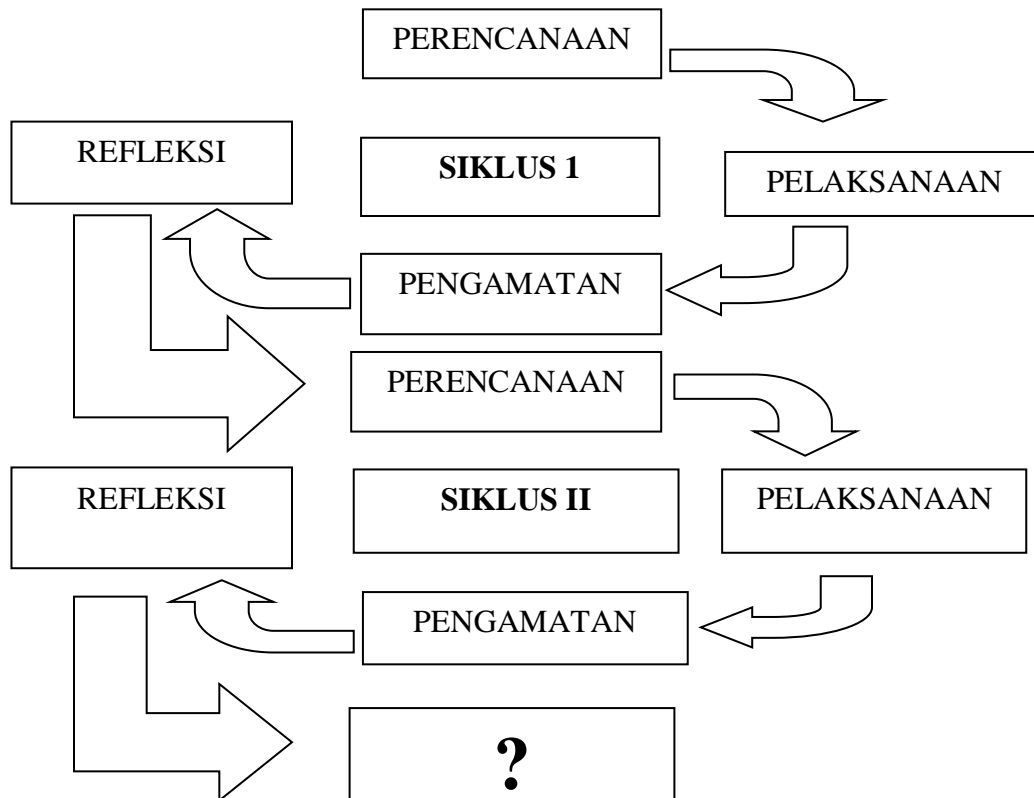 PERENCANAAN
REFLEKSI
SIKLUS 1
PELAKSANAAN
PENGAMATAN
PERENCANAAN
REFLEKSI
SIKLUS II
PELAKSANAAN
PENGAMATAN
?